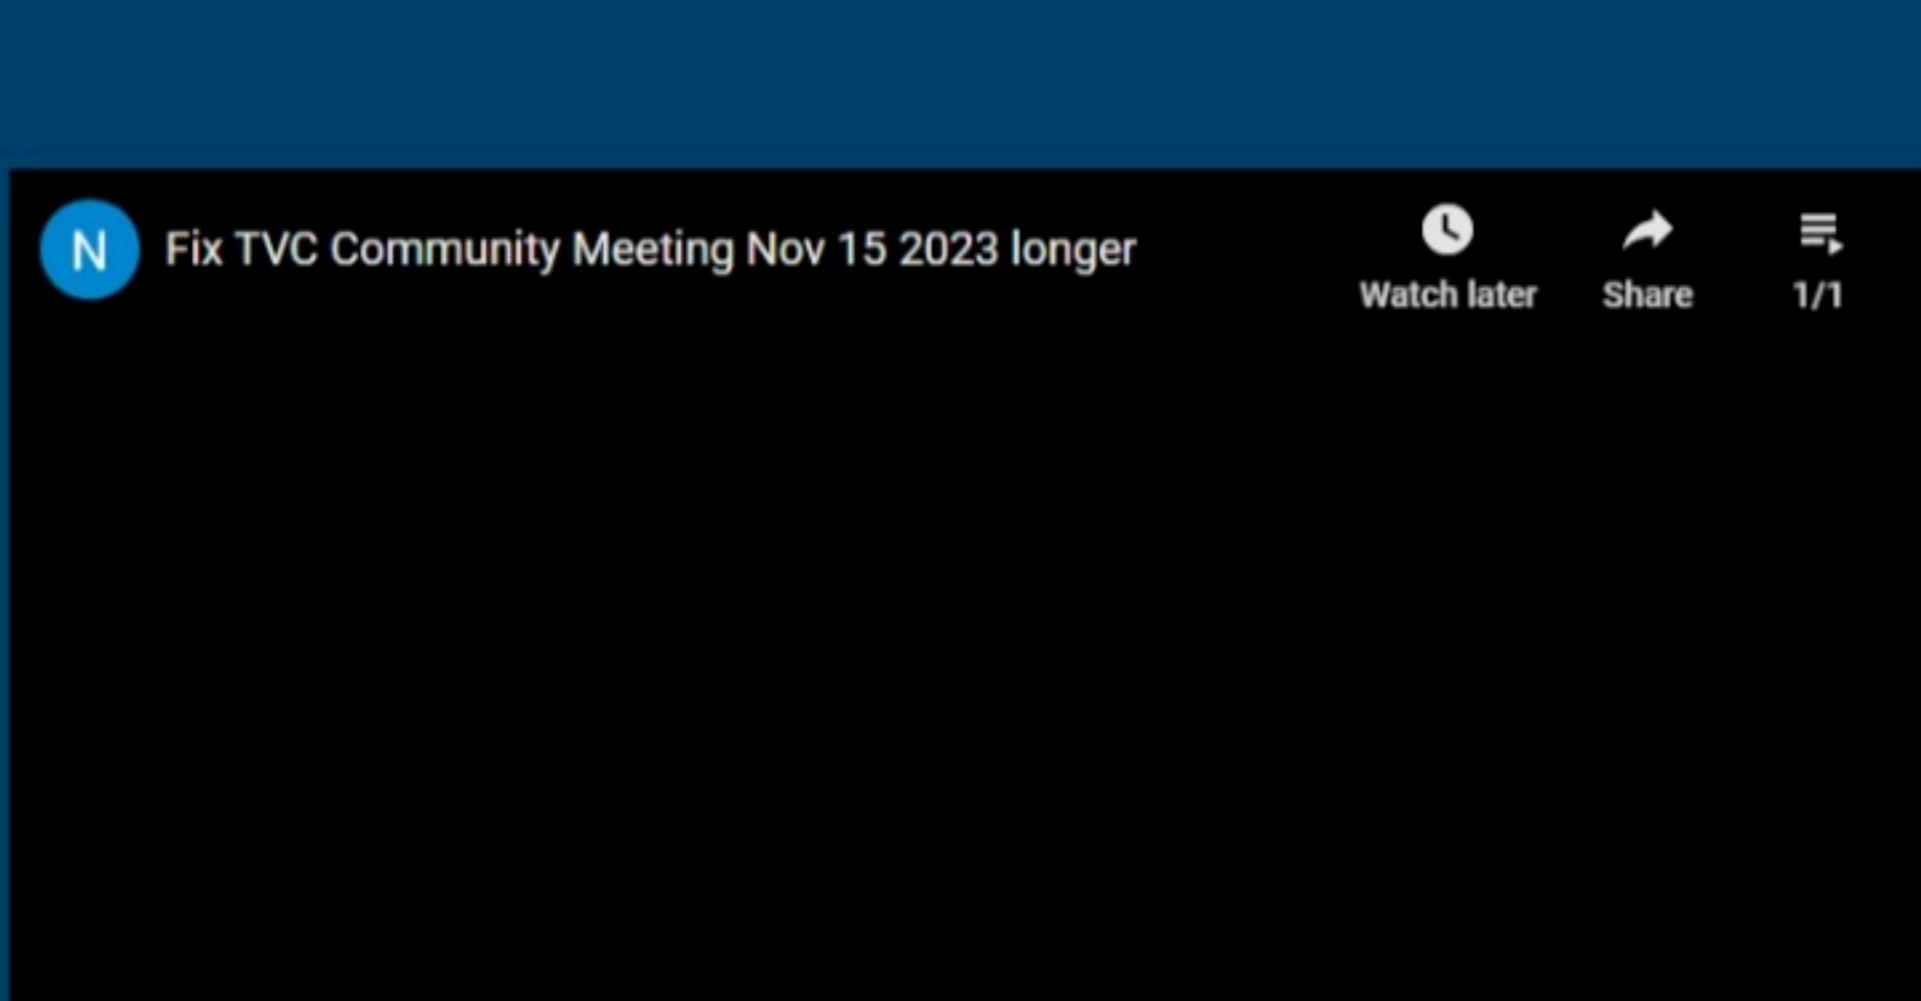 N
Fix TVC Community Meeting Nov 15 2023 longer
Watch later
Share
1/1